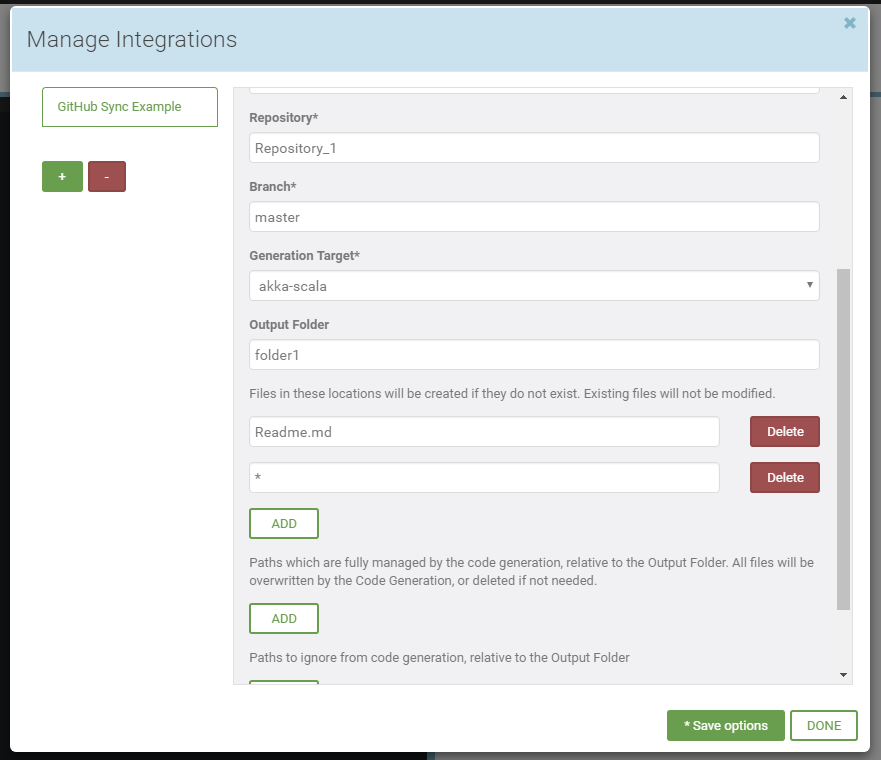 Manage Integrations
✖
GitHub Sync Example
+
-
Repository*
Repository_1
Branch*
master
Generation Target*
akka-scala
Output Folder
folder1
Files in these locations will be created if they do not exist. Existing files will not be modified.
Readme.md
Delete
*
Delete
ADD
Paths which are fully managed by the code generation, relative to the Output Folder. All files will be
overwritten by the Code Generation, or deleted if not needed.
ADD
Paths to ignore from code generation, relative to the Output Folder
* Save options
DONE